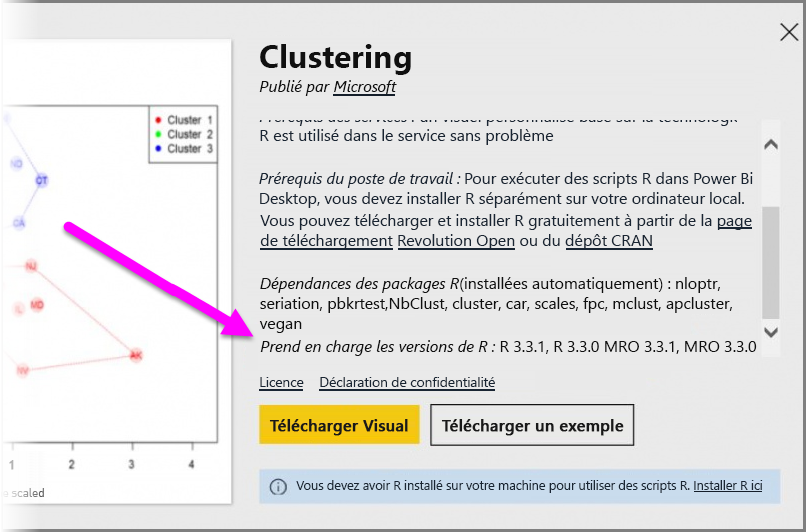 Clustering
Publié par Microsoft
R est utilisé dans le service sans problème
Prérequis du poste de travail : Pour exécuter des scripts R dans Power Bi
Desktop, vous devez installer R séparément sur votre ordinateur local.
Vous pouvez télécharger et installer R gratuitement à partir de la page
de téléchargement Revolution Open ou du dépôt CRAN
Dépendances des packages R(installées automatiquement) : nloptr,
seriation, pbkrtest,NbClust, cluster, car, scales, fpc, mclust, apcluster,
vegan
Prend en charge les versions de R : R 3.3.1, R 3.3.0 MRO 3.3.1, MRO 3.3.0
Licence Déclaration de confidentialité
Télécharger Visual Télécharger un exemple
Vous devez avoir R installé sur votre machine pour utiliser des scripts R. Installer R ici
Cluster 1
Cluster 2
Cluster 3
ND
CT
CA
NJ
MD
IL
NV
AK
1 2 3 4
scaled